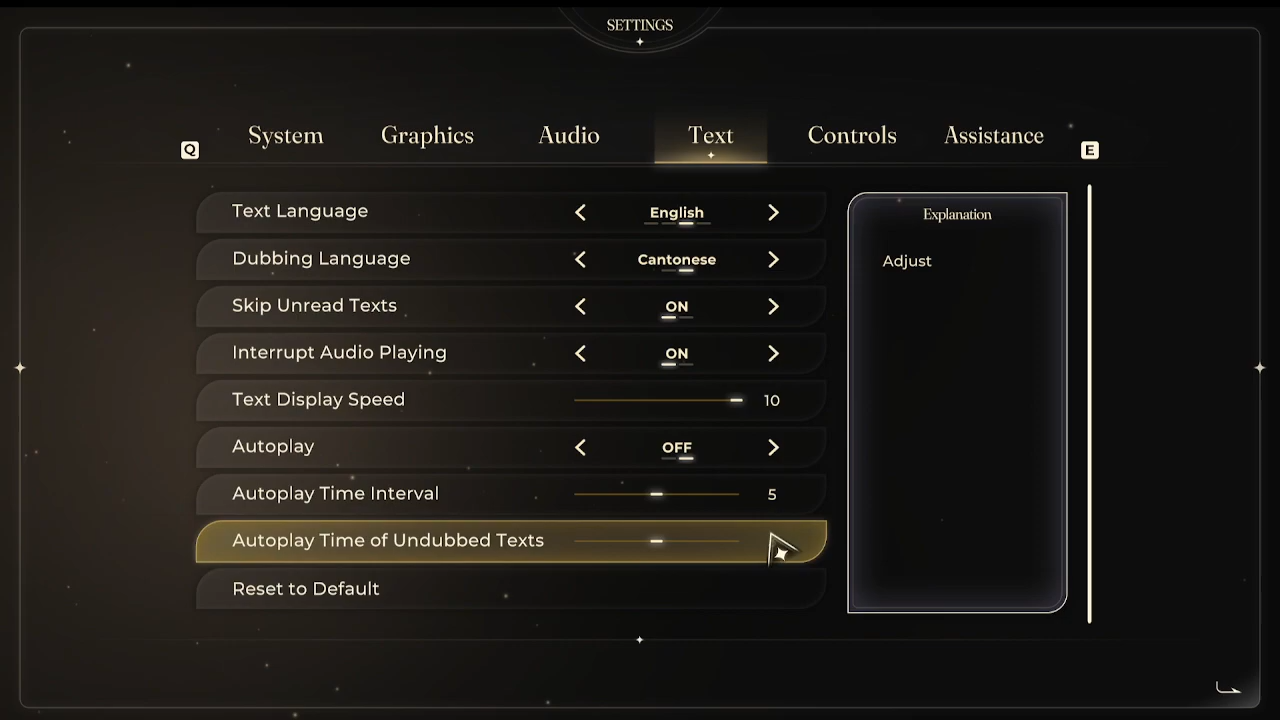 SETTINGS
Q
System
Graphics
Audio
Text
Controls
Assistance
E
Text Language
English
Dubbing Language
Cantonese
Skip Unread Texts
ON
Interrupt Audio Playing
ON
Text Display Speed
10
Autoplay
OFF
Autoplay Time Interval
5
Autoplay Time of Undubbed Texts
Reset to Default
Explanation
Adjust